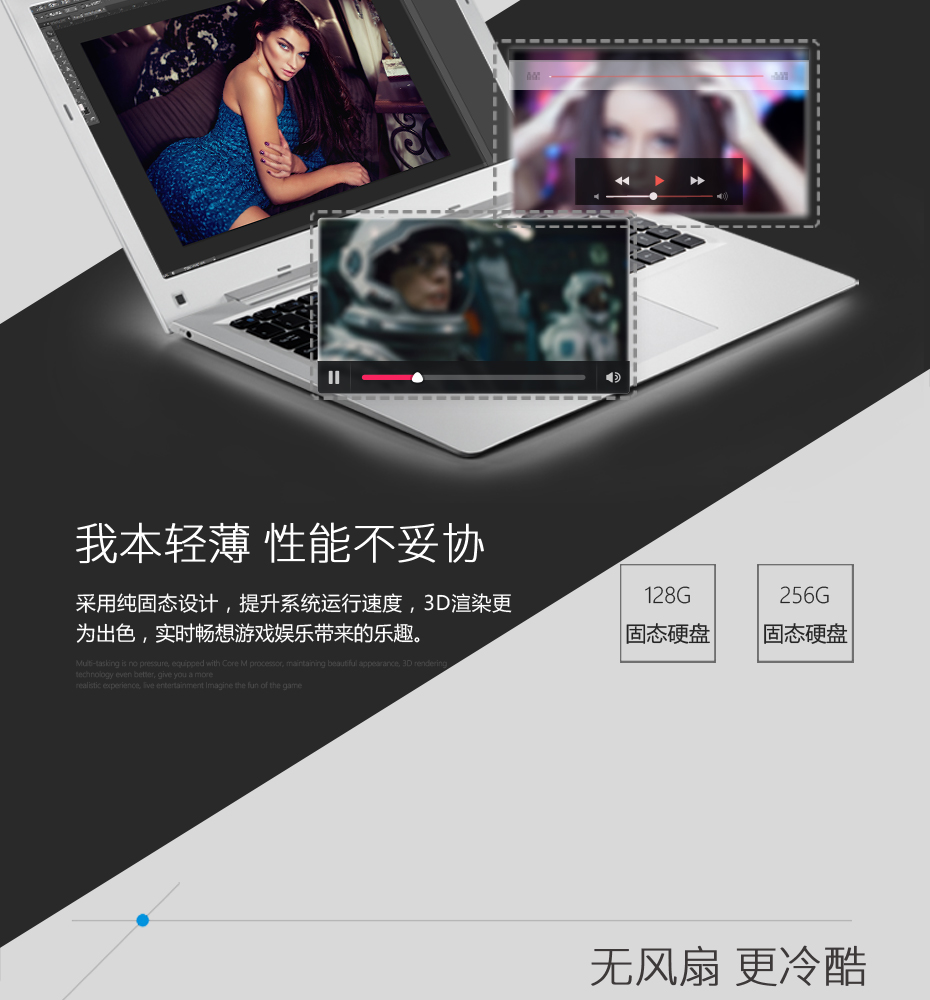 我本轻薄 性能不妥协
采用纯固态设计，提升系统运行速度，3D渲染更
为出色，实时畅想游戏娱乐带来的乐趣。
Multi-tasking is no pressure, equipped with Core M processor, maintaining beautiful appearance, 3D rendering
technology even better, give you a more
realistic experience, live entertainment Imagine the fun of the game
128G
固态硬盘
256G
固态硬盘
无风扇 更冷酷